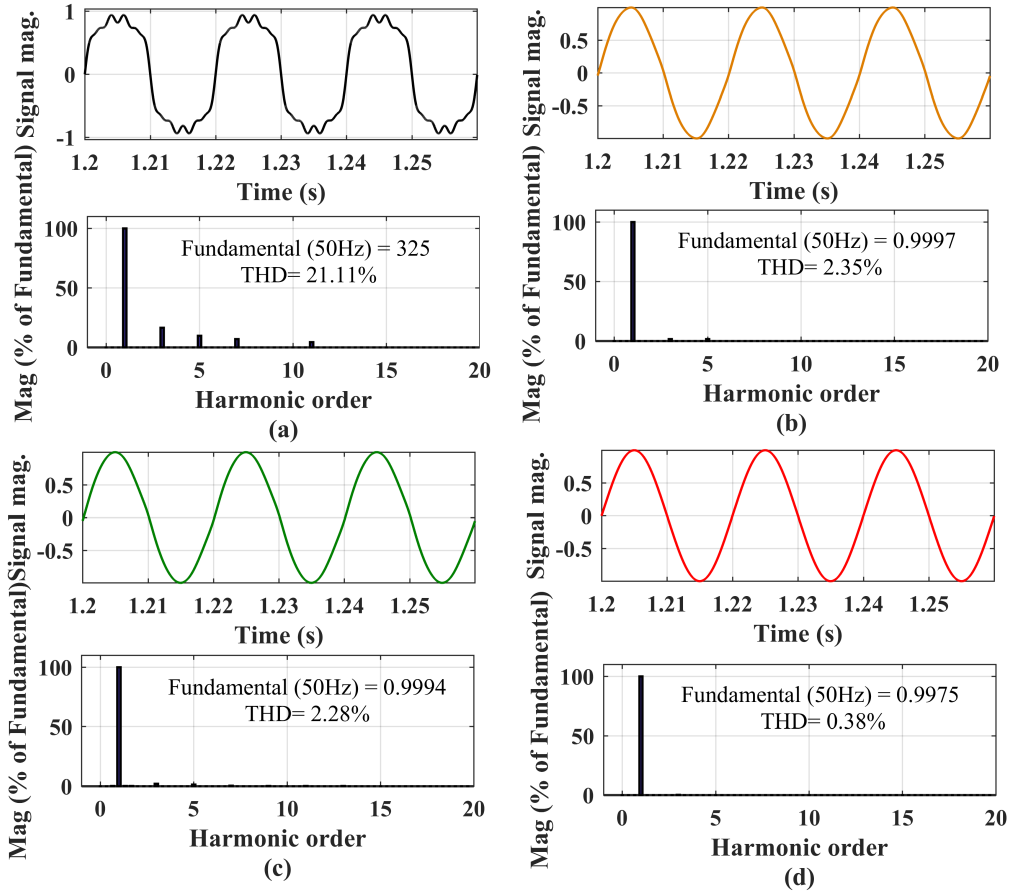 Signal mag.
1
0
-1
1.2 1.21 1.22 1.23 1.24 1.25
Time (s)
Mag (% of Fundamental)
100
50
0
Fundamental (50Hz) = 325
THD= 21.11%
0 5 10 15 20
Harmonic order
(a)
Signal mag.
0.5
0
-0.5
1.2 1.21 1.22 1.23 1.24 1.25
Time (s)
Mag (% of Fundamental)
100
50
0
Fundamental (50Hz) = 0.9997
THD= 2.35%
0 5 10 15 20
Harmonic order
(b)
Signal mag.
0.5
0
-0.5
1.2 1.21 1.22 1.23 1.24 1.25
Time (s)
Mag (% of Fundamental)
100
50
0
Fundamental (50Hz) = 0.9994
THD= 2.28%
0 5 10 15 20
Harmonic order
(c)
Signal mag.
0.5
0
-0.5
1.2 1.21 1.22 1.23 1.24 1.25
Time (s)
Mag (% of Fundamental)
100
50
0
Fundamental (50Hz) = 0.9975
THD= 0.38%
0 5 10 15 20
Harmonic order
(d)